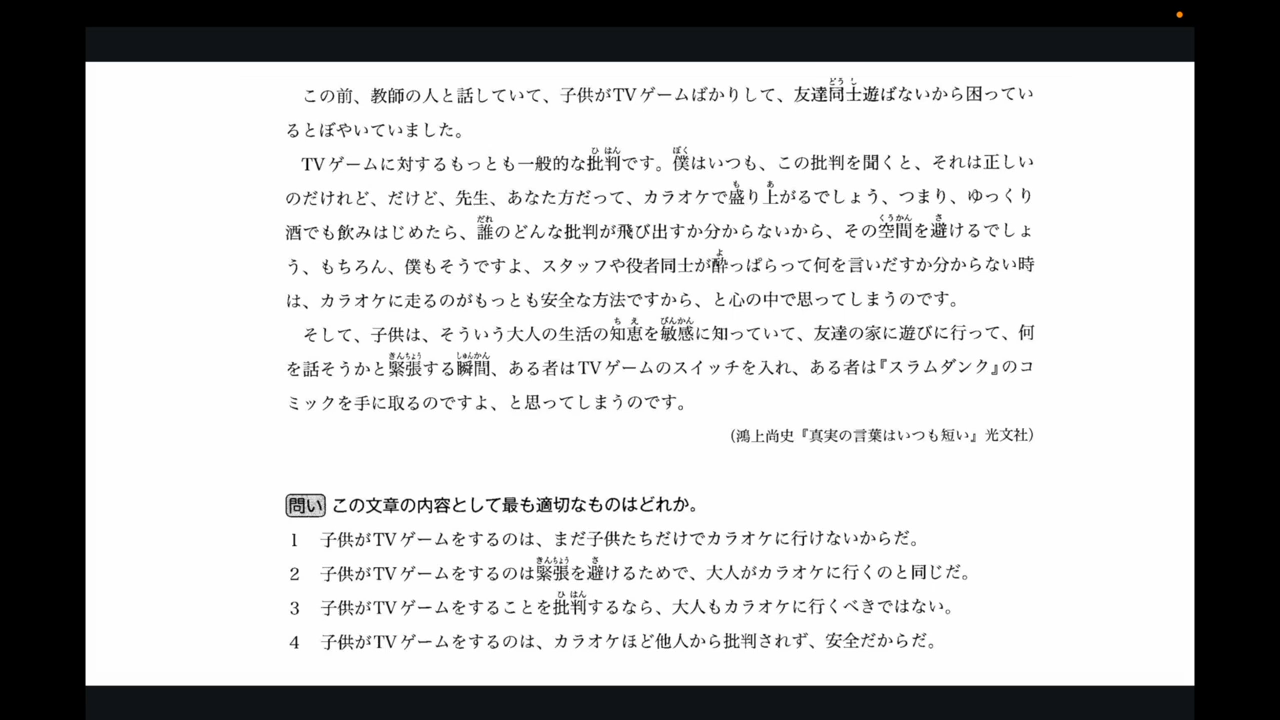 この前、教師の人と話していて、子供がTVゲームばかりして、友達同士遊ばないから困ってい
るとぼやいていました。
TVゲームに対するもっとも一般的な批判です。僕はいつも、この批判を聞くと、それは正しい
のだけれど、だけど、先生、あなた方だって、カラオケで盛り上がるでしょう、つまり、ゆっくり
酒でも飲みはじめたら、誰のどんな批判が飛び出すか分からないから、その空間を避けるでしょ
う、もちろん、僕もそうですよ、スタッフや役者同士が酔っぱらって何を言いだすか分からない時
は、カラオケに走るのがもっとも安全な方法ですから、と心の中で思ってしまうのです。
そして、子供は、そういう大人の生活の知恵を敏感に知っていて、友達の家に遊びに行って、何
を話そうかと緊張する瞬間、ある者はTVゲームのスイッチを入れ、ある者は『スラムダンク』のコ
ミックを手に取るのですよ、と思ってしまうのです。
（鴻上尚史『真実の言葉はいつも短い』光文社）
問い この文章の内容として最も適切なものはどれか。
1 子供がTVゲームをするのは、まだ子供たちだけでカラオケに行けないからだ。
2 子供がTVゲームをするのは緊張を避けるためで、大人がカラオケに行くのと同じだ。
3 子供がTVゲームをすることを批判するなら、大人もカラオケに行くべきではない。
4 子供がTVゲームをするのは、カラオケほど他人から批判されず、安全だからだ。